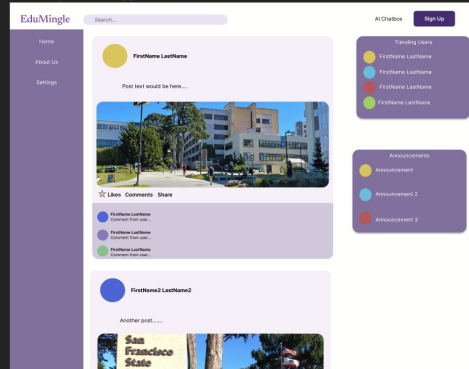 EduMingle
Search...
AI Chatbox
Sign Up
Home
About Us
Settings
FirstName LastName
Post text would be here....
Likes Comments Share
FirstName LastName
Comment from user...
FirstName LastName
Comment from user...
FirstName LastName
Comment from user...
FirstName2 LastName2
Another post.......
San
Francisco
State
Trending Users
FirstName LastName
FirstName LastName
FirstName LastName
FirstName LastName
Announcements
Announcement
Announcement 2
Announcement 3